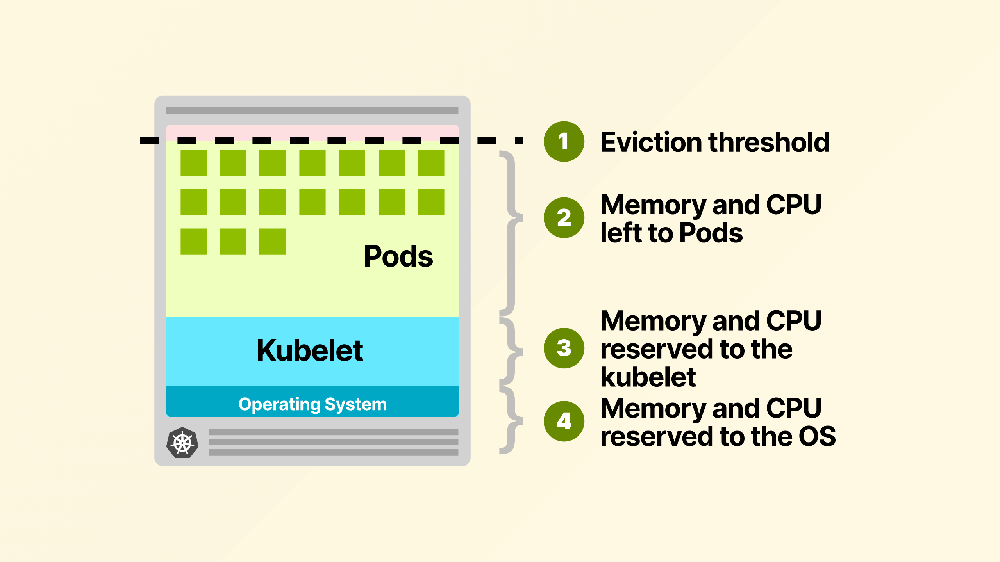 Pods
Kubelet
Operating System
1
Eviction threshold
2
Memory and CPU
left to Pods
3
Memory and CPU
reserved to the
kubelet
4
Memory and CPU
reserved to the OS